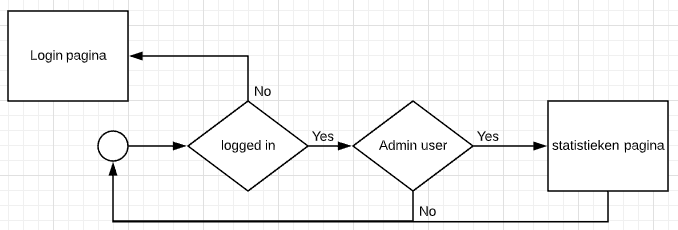 Login pagina
No
logged in
Yes
Admin user
Yes
statistieken pagina
No